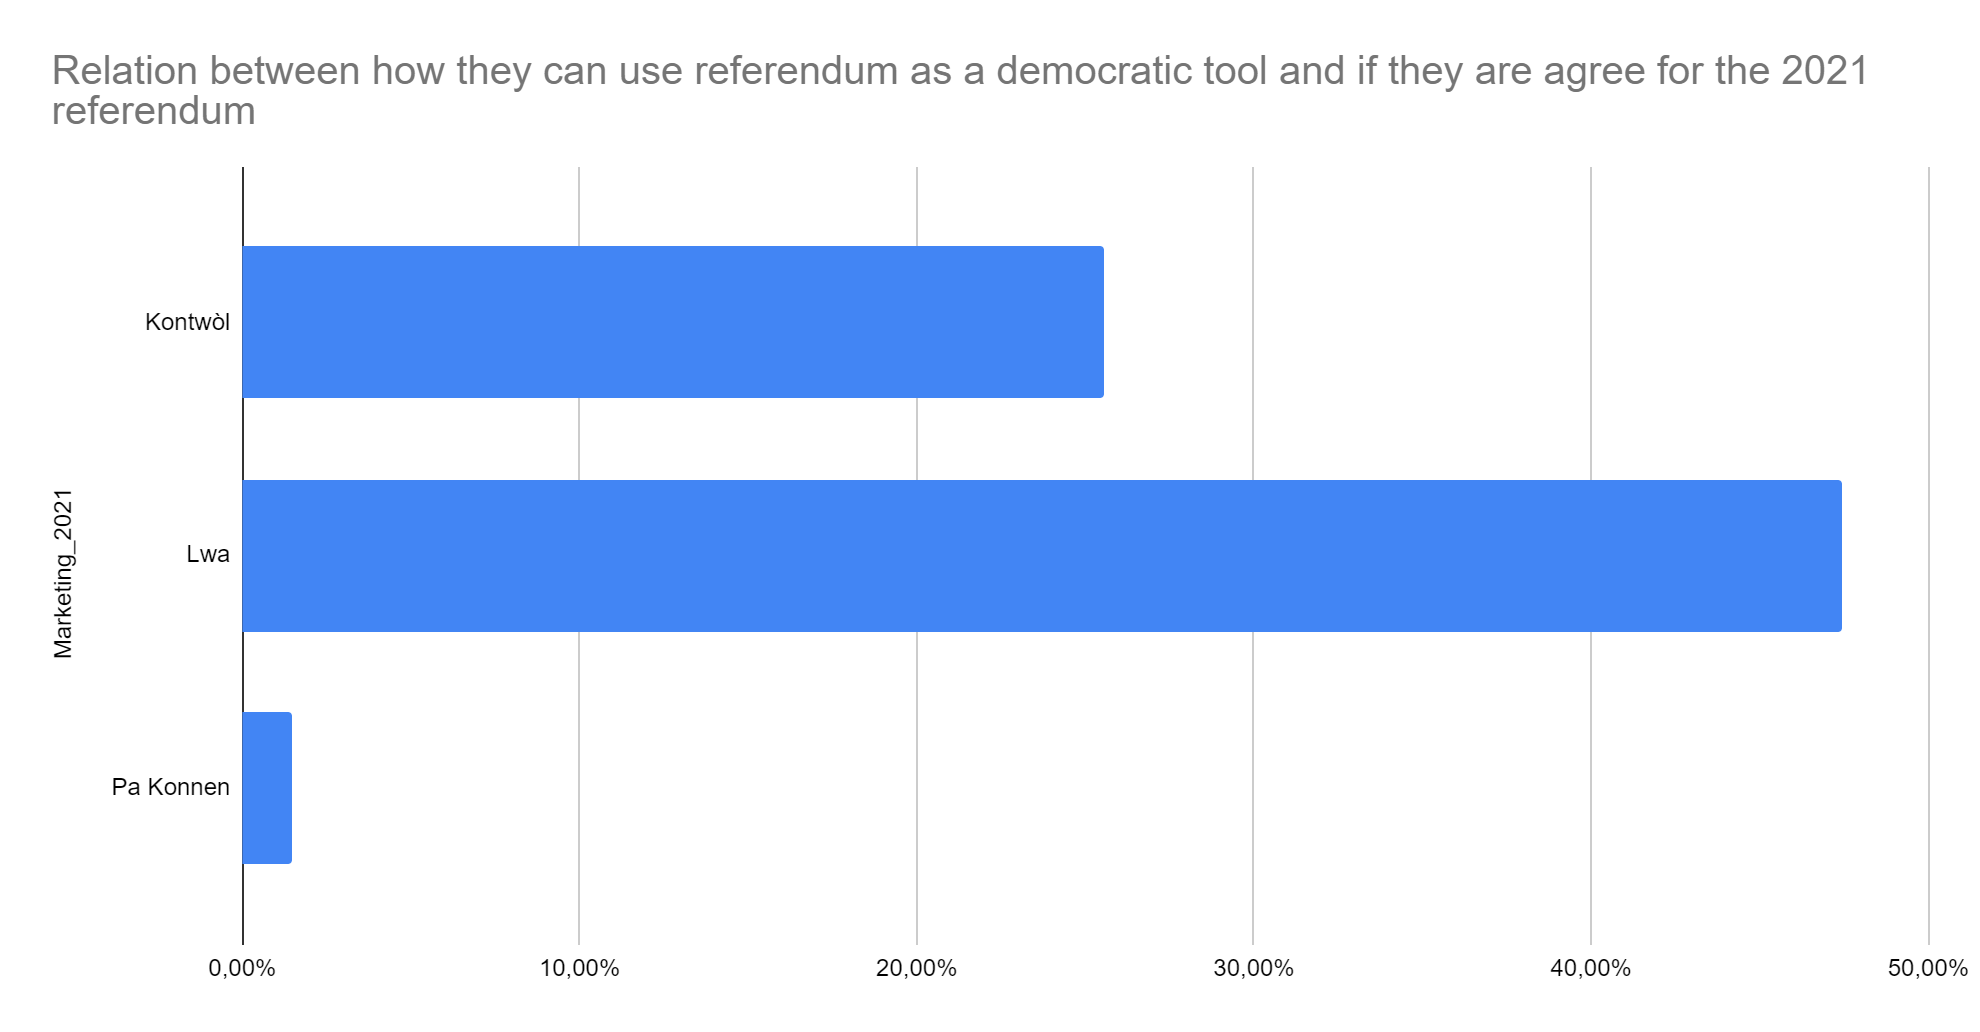 Relation between how they can use referendum as a democratic tool and if they are agree for the 2021
referendum
Marketing_2021
Kontwòl
Lwa
Pa Konnen
0,00%
10,00%
20,00%
30,00%
40,00%
50,00%